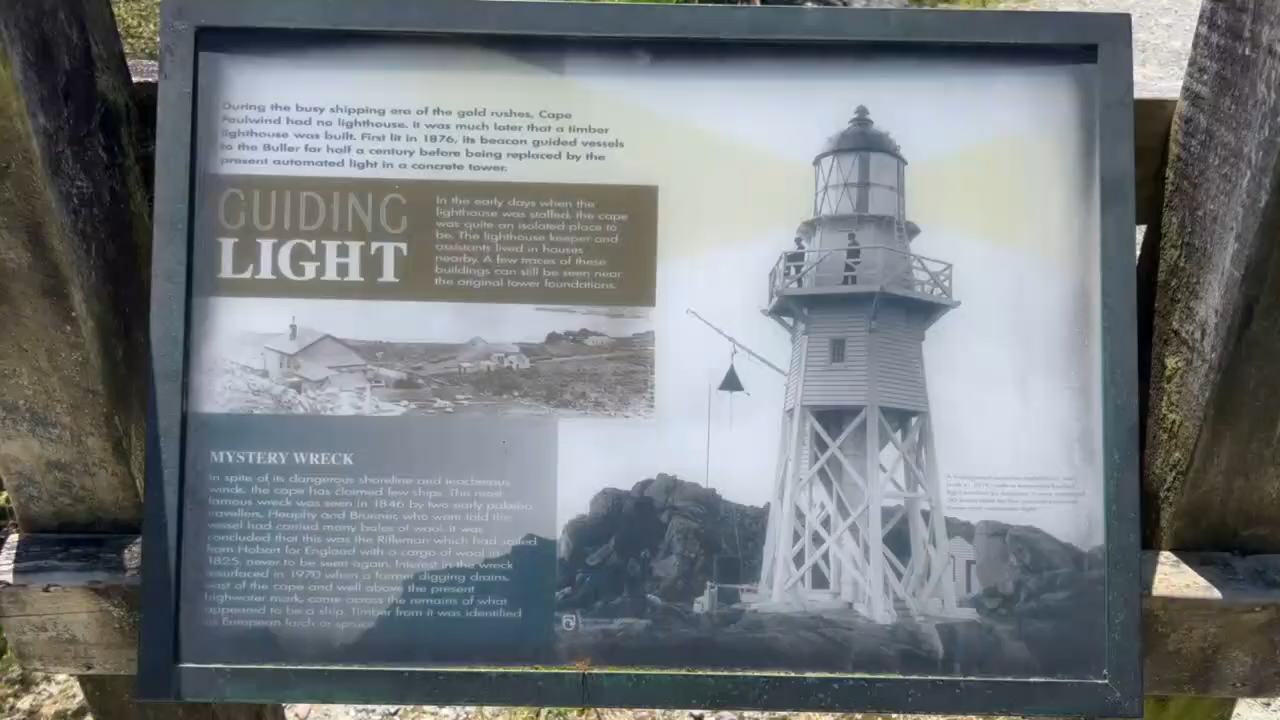 During the busy shipping era of the gold rushes, Cape
Foulwind had no lighthouse. It was much later that a timber
lighthouse was built. First lit in 1876, its beacon guided vessels
to the Buller for half a century before being replaced by the
present automated light in a concrete tower.
GUIDING
LIGHT
In the early days when the
lighthouse was staffed, the cape
was quite an isolated place to
be. The lighthouse keeper and
assistants lived in houses
nearby. A few traces of these
buildings can still be seen near
the original tower foundations.
MYSTERY WRECK
In spite of its dangerous shoreline and treacherous
winds, the cape has claimed few ships. The most
famous wreck was seen in 1846 by two early pakeha
travellers, Heaphy and Brunner, who were told the
vessel had carried many bales of wool. It was
concluded that this was the Rifleman which had sailed
from Hobart for England with a cargo of wool in
1825, never to be seen again. Interest in the wreck
resurfaced in 1970 when a farmer digging drains,
east of the cape and well above the present
highwater mark, came across the remains of what
appeared to be a ship. Timber from it was identified
as European larch or spruce.